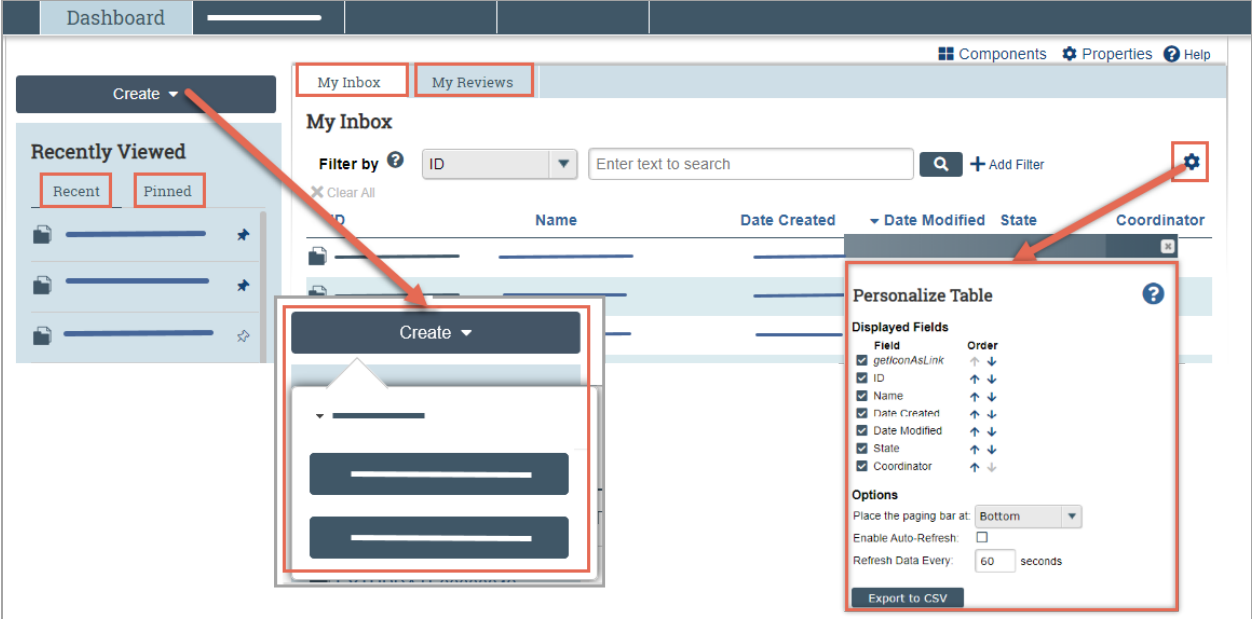 Dashboard
Components Properties Help
Create
My Inbox My Reviews
My Inbox
Recently Viewed
Recent Pinned
Filter by ID Enter text to search Add Filter
Clear All
ID Name Date Created Date Modified State Coordinator
Create
Personalize Table
Displayed Fields
Field Order
getIconAsLink
ID
Name
Date Created
Date Modified
State
Coordinator
Options
Place the paging bar at: Bottom
Enable Auto-Refresh:
Refresh Data Every: 60 seconds
Export to CSV